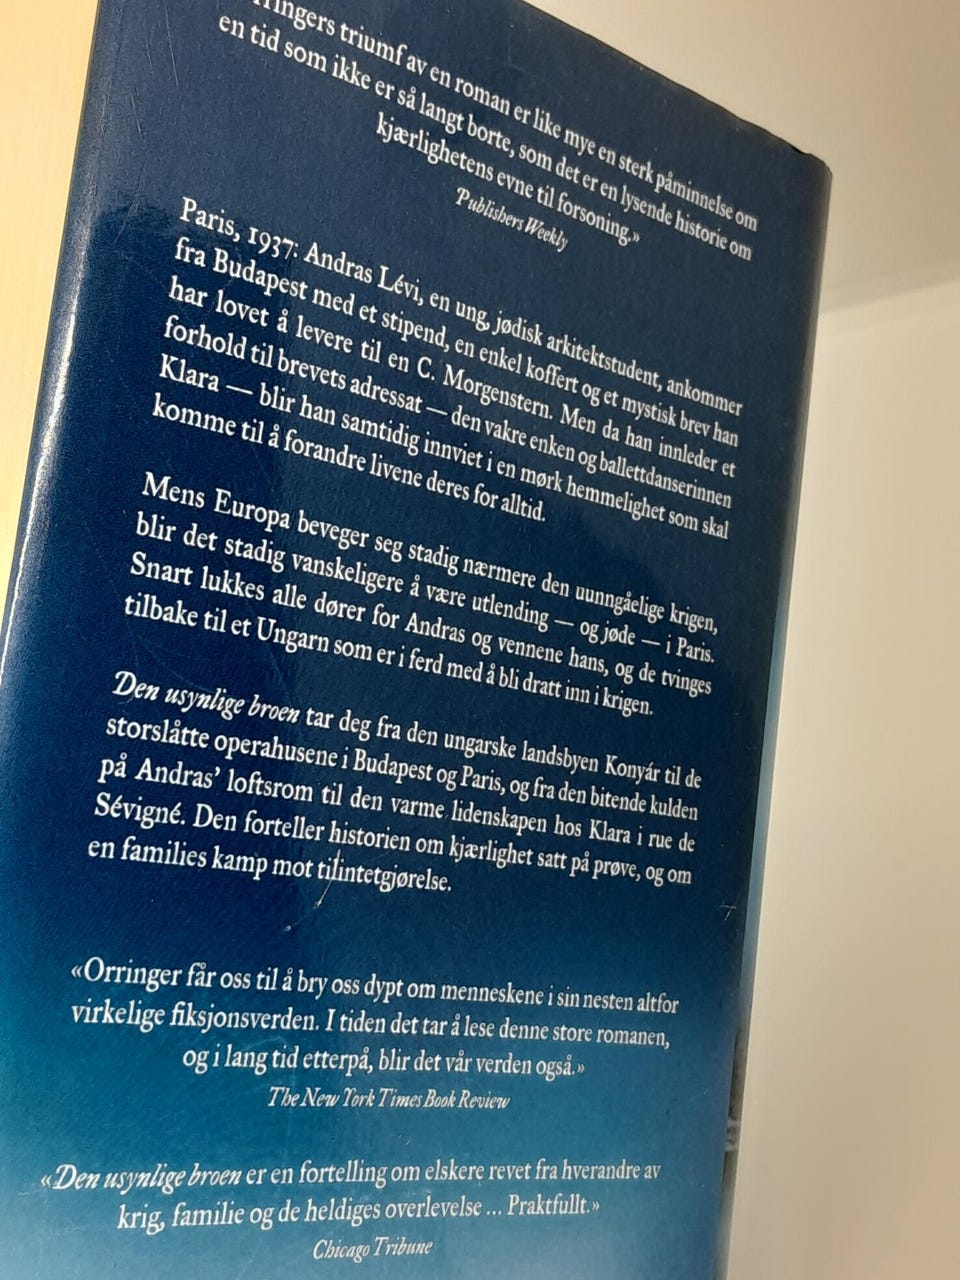 triumf av en roman er like mye en sterk påminnelse om
en tid som ikke er så langt borte, som det er en lysende historie om
kjærlighetens evne til forsoning.»
Publishers Weekly
Paris, 1937: Andras Lévi, en ung, jødisk arkitektstudent, ankommer
fra Budapest med et stipend, en enkel koffert og et mystisk brev han
har lovet å levere til en C. Morgenstern. Men da han innleder et
forhold til brevets adressat — den vakre enken og ballettdanserinnen
Klara — blir han samtidig innviet i en mørk hemmelighet som skal
komme til å forandre livene deres for alltid.
Mens Europa beveger seg stadig nærmere den uunngåelige krigen,
blir det stadig vanskeligere å være utlending — og jøde — i Paris.
Snart lukkes alle dører for Andras og vennene hans, og de tvinges
tilbake til et Ungarn som er i ferd med å bli dratt inn i krigen.
Den usynlige broen tar deg fra den ungarske landsbyen Konyár til de
storslåtte operahusene i Budapest og Paris, og fra den bitende kulden
på Andras’ loftsrom til den varme lidenskapen hos Klara i rue de
Sévigné. Den forteller historien om kjærlighet satt på prøve, og om
en families kamp mot tilintetgjørelse.
«Orringer får oss til å bry oss dypt om menneskene i sin nesten altfor
virkelige fiksjonsverden. I tiden det tar å lese denne store romanen,
og i lang tid etterpå, blir det vår verden også.»
The New York Times Book Review
«Den usynlige broen er en fortelling om elskere revet fra hverandre av
krig, familie og de heldiges overlevelse ... Praktfullt.»
Chicago Tribune